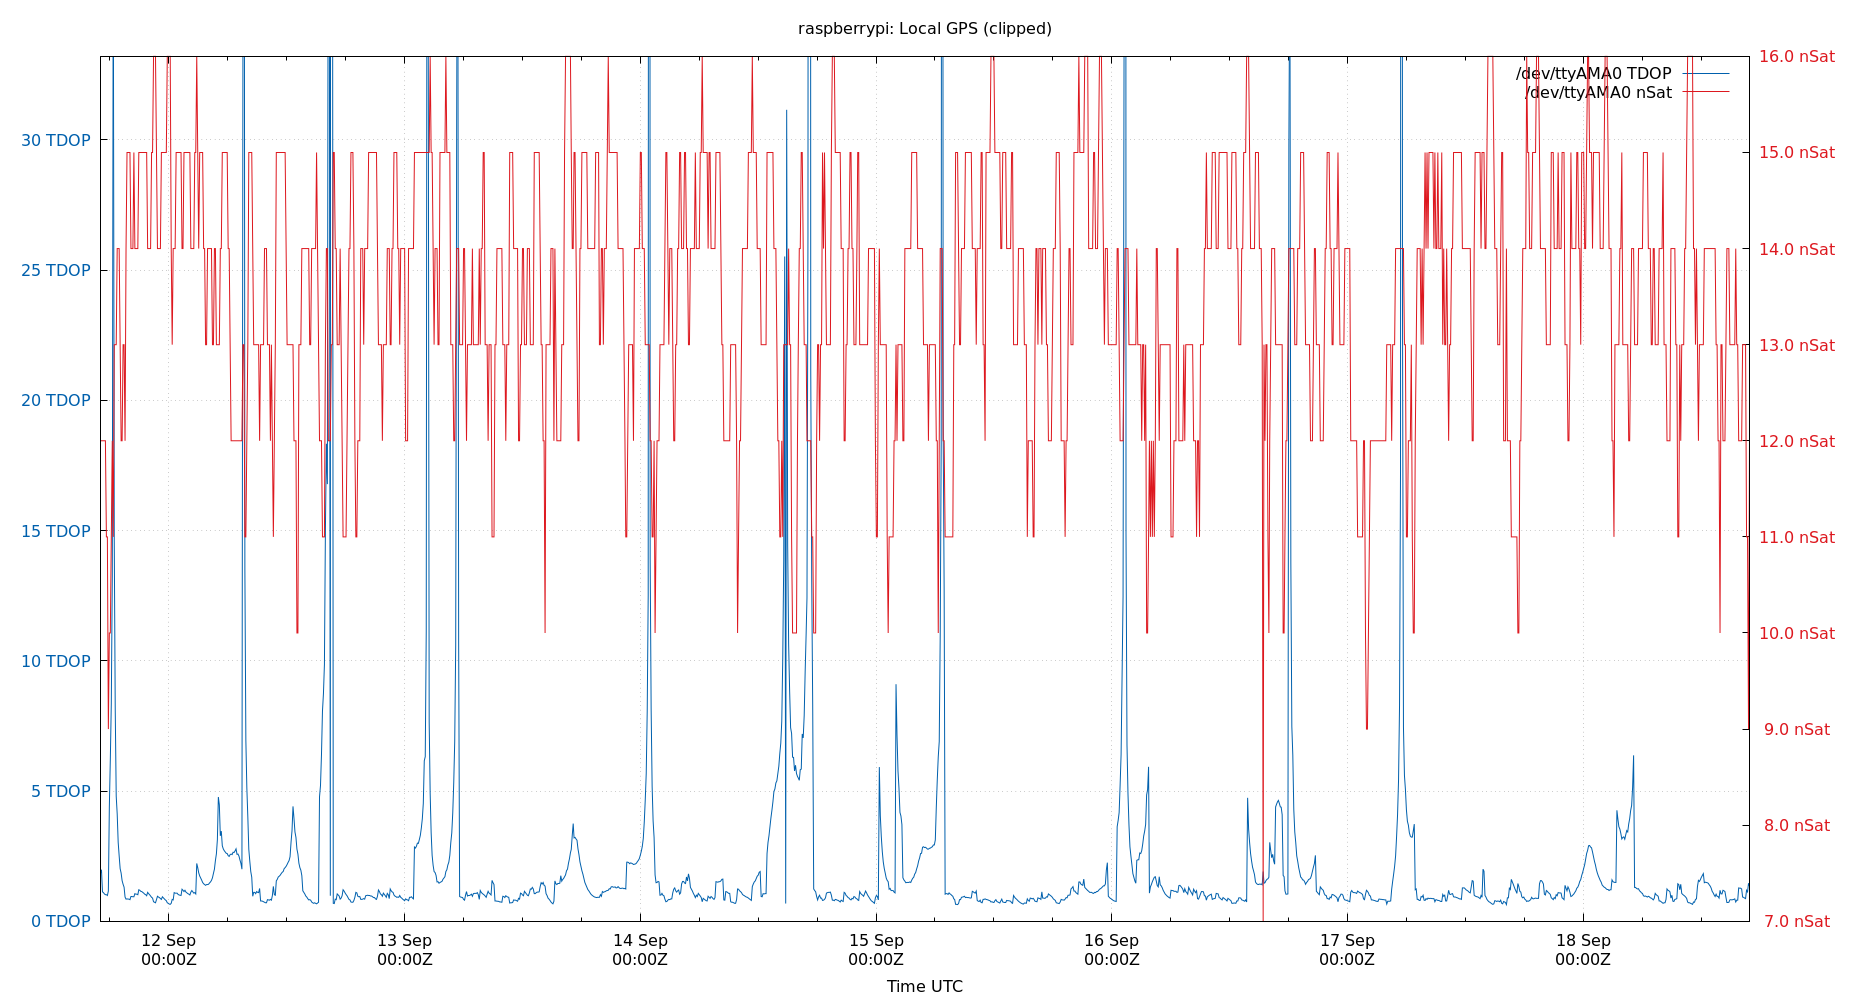 raspberrypi: Local GPS (clipped)
/dev/ttyAMA0 TDOP
/dev/ttyAMA0 nSat
30 TDOP
25 TDOP
20 TDOP
15 TDOP
10 TDOP
5 TDOP
0 TDOP
16.0 nSat
15.0 nSat
14.0 nSat
13.0 nSat
12.0 nSat
11.0 nSat
10.0 nSat
9.0 nSat
8.0 nSat
7.0 nSat
12 Sep
00:00Z
13 Sep
00:00Z
14 Sep
00:00Z
15 Sep
00:00Z
16 Sep
00:00Z
17 Sep
00:00Z
18 Sep
00:00Z
Time UTC